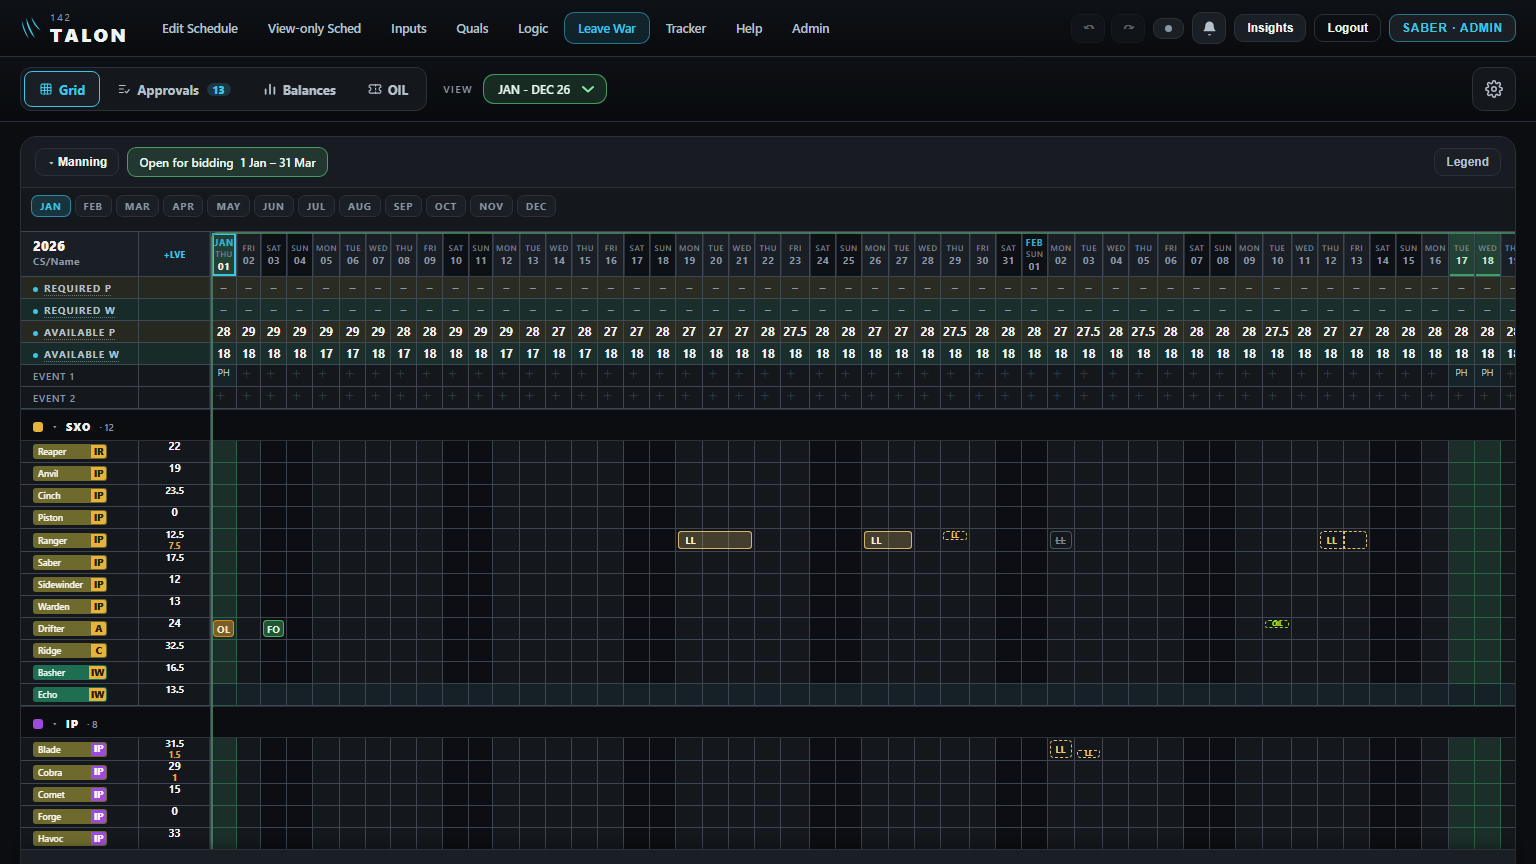 142
TALON
Edit Schedule View-only Sched Inputs Quals Logic Leave War Tracker Help Admin Insights Logout SABER · ADMIN
Grid Approvals 13 Balances OIL VIEW JAN - DEC 26
Manning Open for bidding 1 Jan – 31 Mar Legend
JAN FEB MAR APR MAY JUN JUL AUG SEP OCT NOV DEC
2026
CS/Name
+LVE
JAN THU 01 FRI 02 SAT 03 SUN 04 MON 05 TUE 06 WED 07 THU 08 FRI 09 SAT 10 SUN 11 MON 12 TUE 13 WED 14 THU 15 FRI 16 SAT 17 SUN 18 MON 19 TUE 20 WED 21 THU 22 FRI 23 SAT 24 SUN 25 MON 26 TUE 27 WED 28 THU 29 FRI 30 SAT 31 FEB SUN 01 MON 02 TUE 03 WED 04 THU 05 FRI 06 SAT 07 SUN 08 MON 09 TUE 10 WED 11 THU 12 FRI 13 SAT 14 SUN 15 MON 16 TUE 17 WED 18
REQUIRED P – – – – – – – – – – – – – – – – – – – – – – – – – – – – – – – – – – – – – – – – – – – – – – – – – –
REQUIRED W – – – – – – – – – – – – – – – – – – – – – – – – – – – – – – – – – – – – – – – – – – – – – – – – – –
AVAILABLE P 28 29 29 29 29 29 29 28 28 29 29 29 28 27 28 27 28 28 27 27 27 28 27.5 28 28 27 27 28 27.5 28 28 28 27 27.5 28 27.5 28 28 28 28 27.5 28 27 27 28 28 28 28 28
AVAILABLE W 18 18 18 18 17 17 18 17 18 18 18 17 17 18 17 18 18 18 18 18 18 18 18 18 18 18 18 18 18 18 18 18 18 18 18 18 18 18 18 18 18 18 18 18 18 18 18 18 18
EVENT 1 PH + + + + + + + + + + + + + + + + + + + + + + + + + + + + + + + + + + + + + + + + + + + + + + PH PH +
EVENT 2 + + + + + + + + + + + + + + + + + + + + + + + + + + + + + + + + + + + + + + + + + + + + + + + + + +
SXO · 12
Reaper IR 22
Anvil IP 19
Cinch IP 23.5
Piston IP 0
Ranger IP 12.5 7.5 LL LL LL LL LL
Saber IP 17.5
Sidewinder IP 12
Warden IP 13
Drifter A 24 OL FO OL
Ridge C 32.5
Basher IW 16.5
Echo IW 13.5
IP · 8
Blade IP 31.5 1.5 LL LL
Cobra IP 29 1
Comet IP 15
Forge IP 0
Havoc IP 33